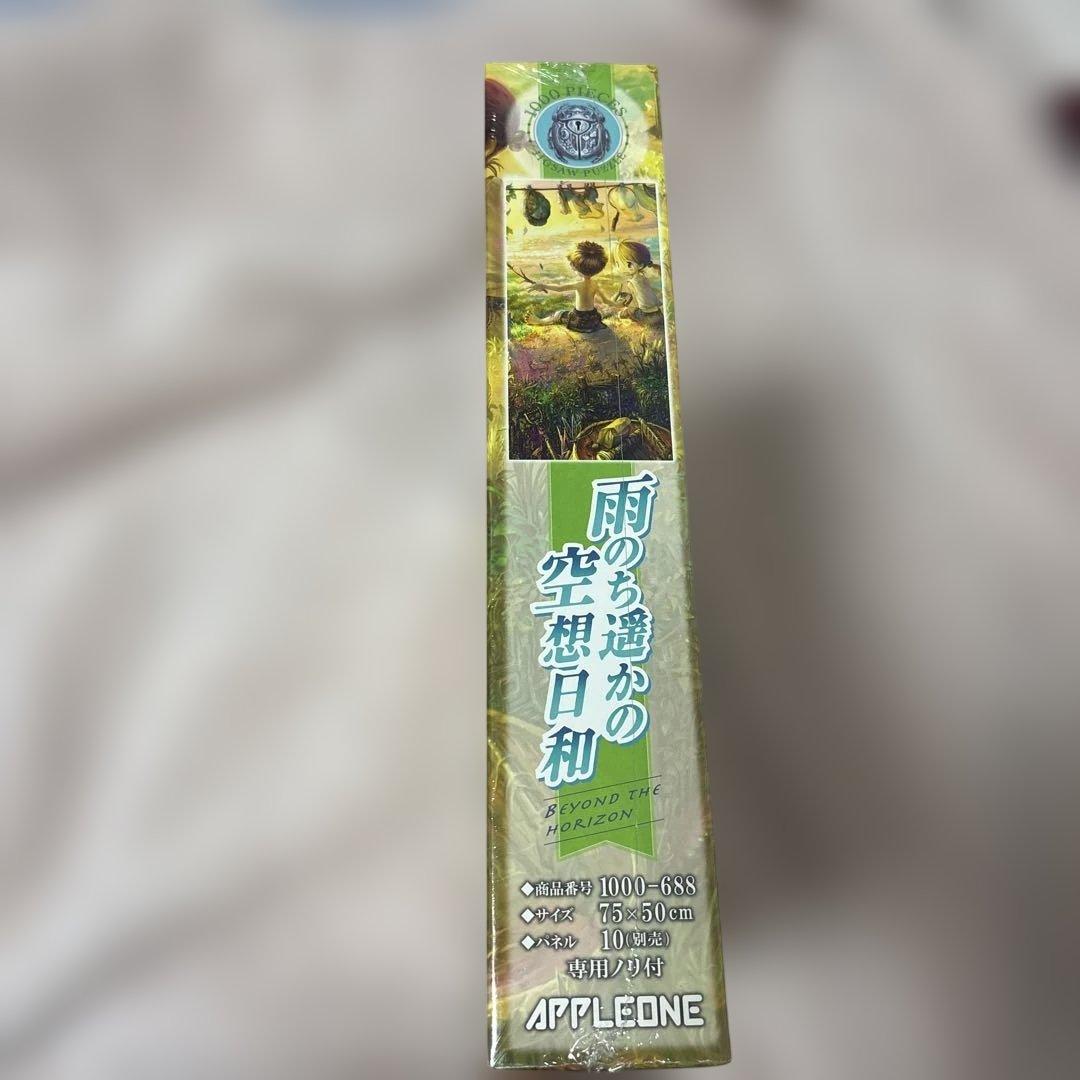 1000 PIECES
JIGSAW PUZZLE
雨のち遥かの
空想日和
BEYOND THE
HORIZON
◆商品番号 1000-688
◆サイズ 75×50cm
◆パネル 10(別売)
専用ノリ付
APPLEONE